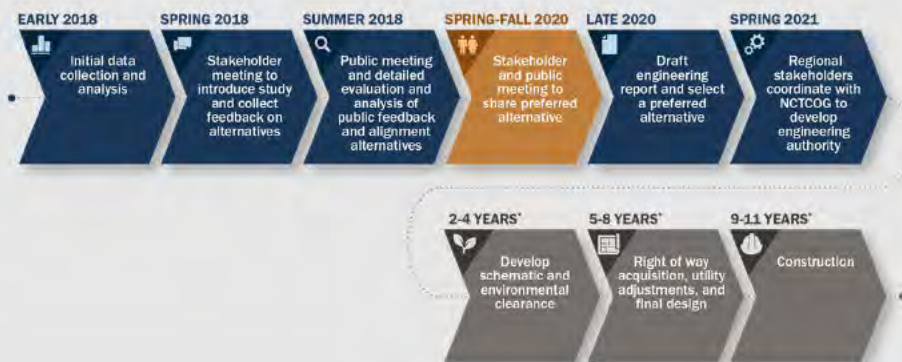 EARLY 2018
Initial data
collection and
analysis
SPRING 2018
Stakeholder
meeting to
introduce study
and collect
feedback on
alternatives
SUMMER 2018
Public meeting
and detailed
evaluation and
analysis of
public feedback
and alignment
alternatives
SPRING-FALL 2020
Stakeholder
and public
meeting to
share preferred
alternative
LATE 2020
Draft
engineering
report and select
a preferred
alternative
SPRING 2021
Regional
stakeholders
coordinate with
NCTCOG to
develop
engineering
authority
2-4 YEARS*
Develop
schematic and
environmental
clearance
5-8 YEARS*
Right of way
acquisition, utility
adjustments, and
final design
9-11 YEARS*
Construction